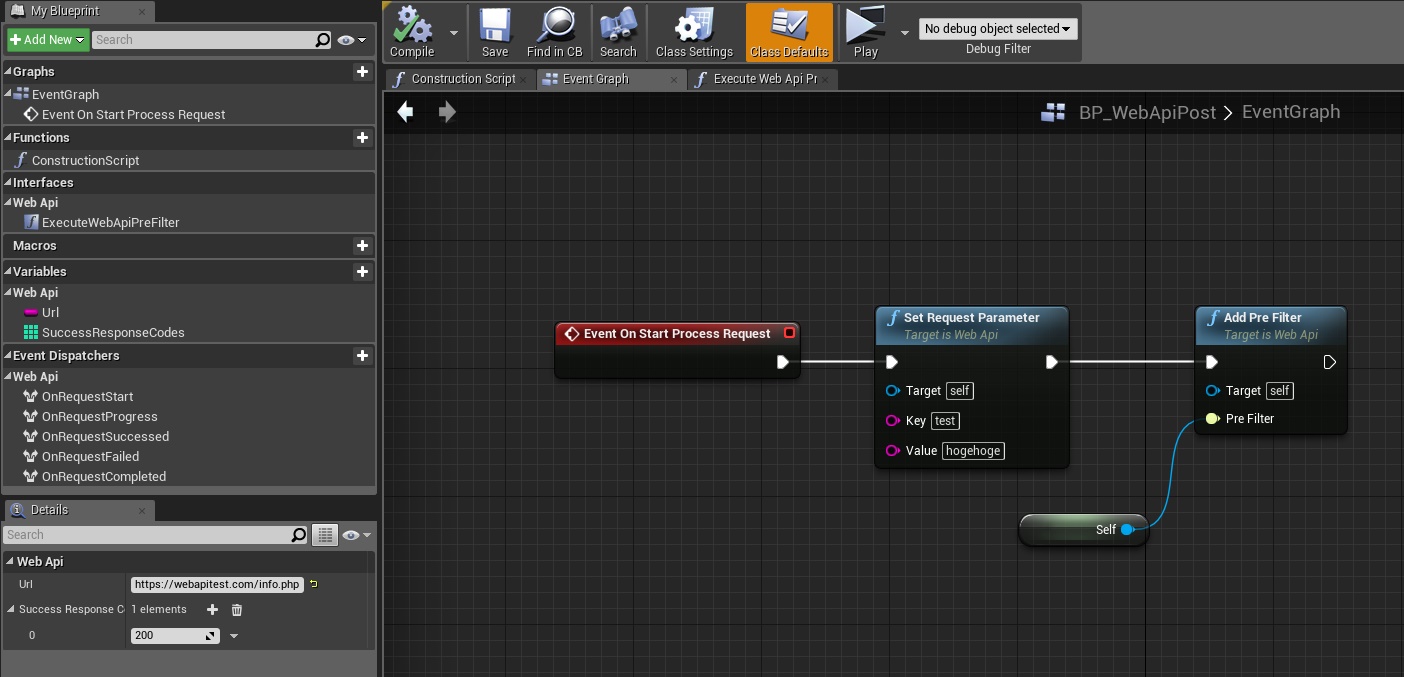 My Blueprint
Add New
Search
Graphs
EventGraph
Event On Start Process Request
Functions
ConstructionScript
Interfaces
Web Api
ExecuteWebApiPreFilter
Macros
Variables
Web Api
Url
SuccessResponseCodes
Event Dispatchers
Web Api
OnRequestStart
OnRequestProgress
OnRequestSuccessed
OnRequestFailed
OnRequestCompleted
Details
Search
Web Api
Url https://webapitest.com/info.php
Success Response C 1 elements
0 200
Compile
Save
Find in CB
Search
Class Settings
Class Defaults
Play
No debug object selected
Debug Filter
Construction Script
Event Graph
Execute Web Api Pr
BP_WebApiPost > EventGraph
Event On Start Process Request
Set Request Parameter
Target is Web Api
Target self
Key test
Value hogehoge
Add Pre Filter
Target is Web Api
Target self
Pre Filter
Self